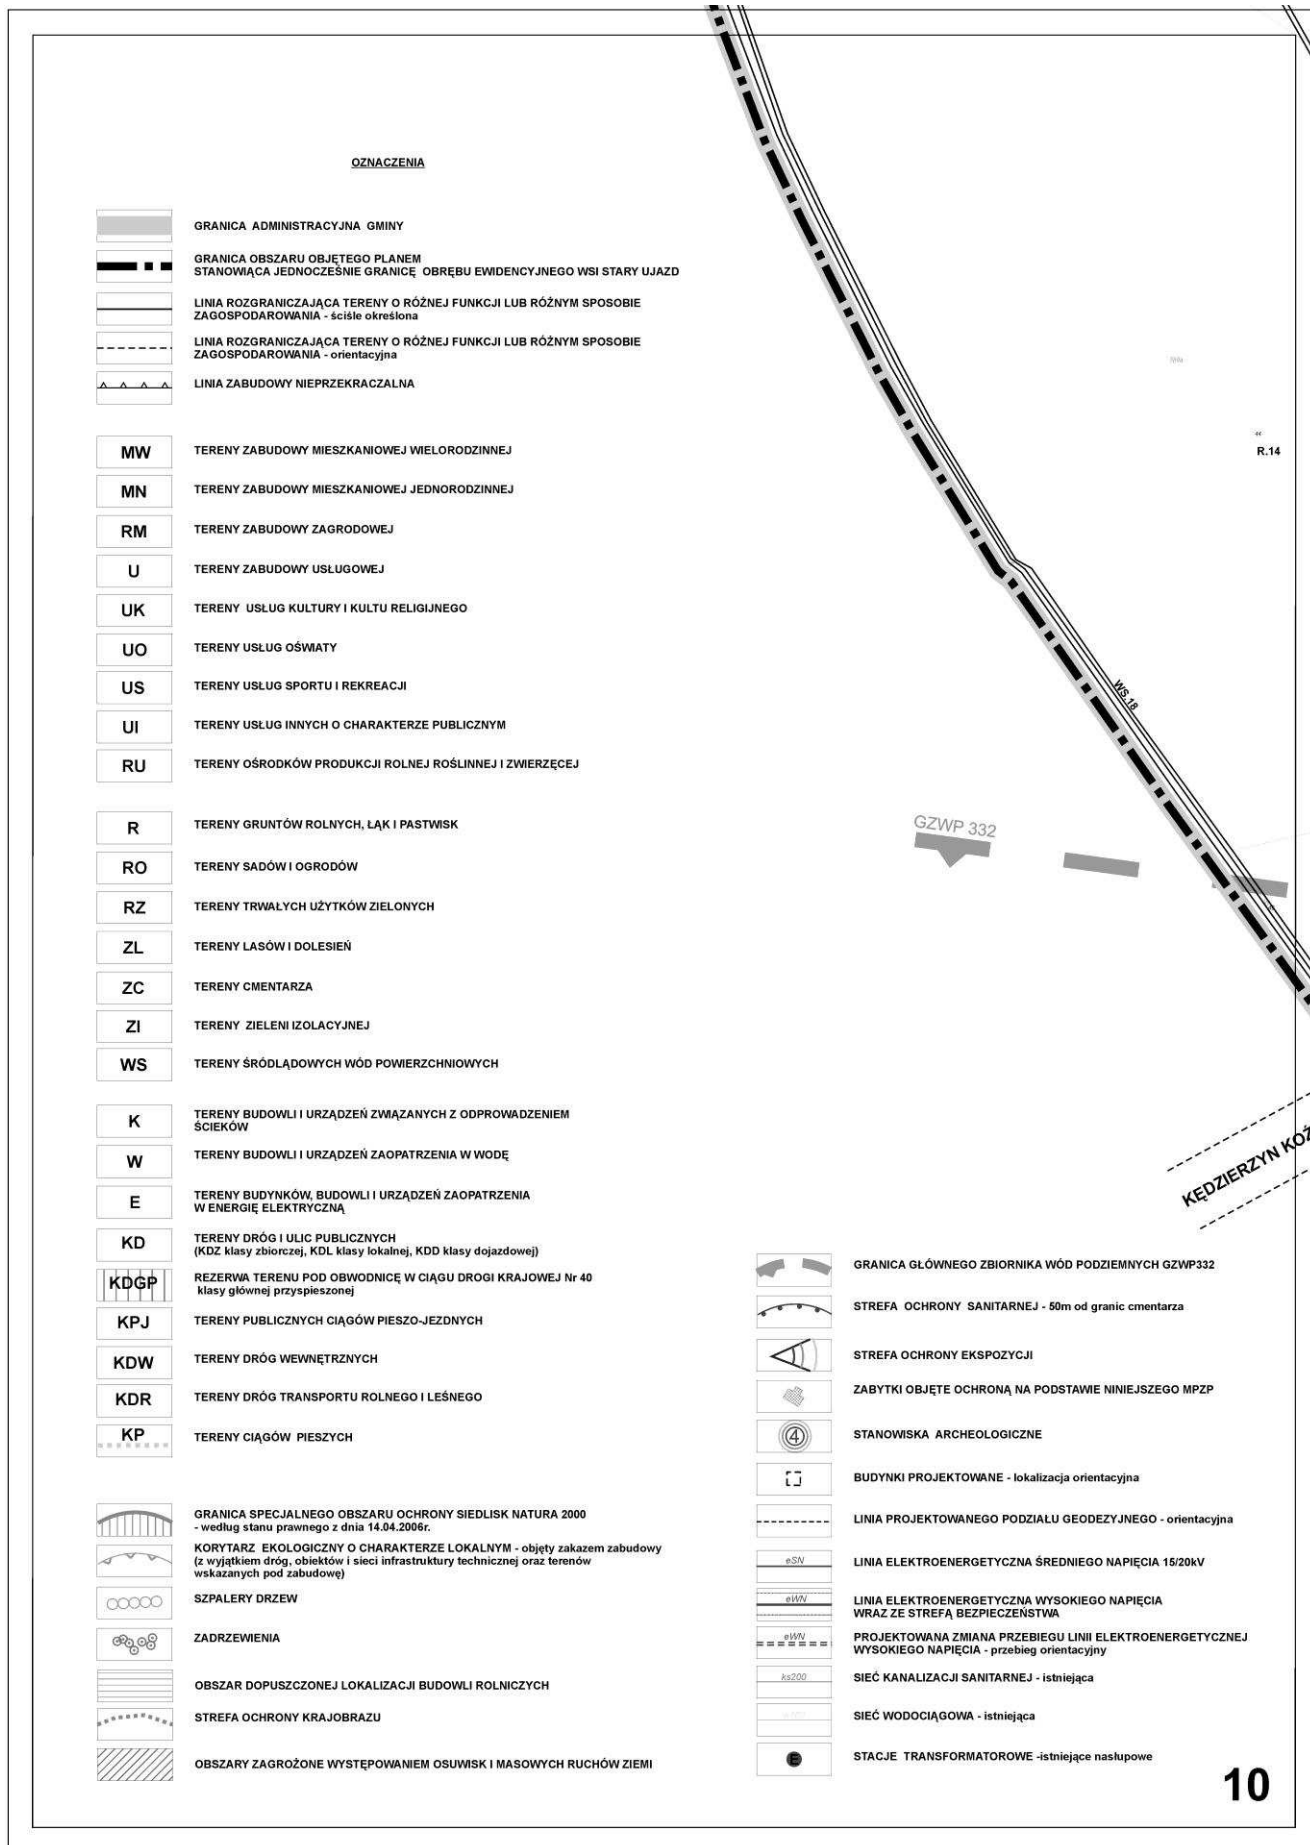 OZNACZENIA
GRANICA ADMINISTRACYJNA GMINY
GRANICA OBSZARU OBJĘTEGO PLANEM
STANOWIĄCA JEDNOCZEŚNIE GRANICĘ OBRĘBU EWIDENCYJNEGO WSI STARY UJAZD
LINIA ROZGRANICZAJĄCA TERENY O RÓŻNEJ FUNKCJI LUB RÓŻNYM SPOSOBIE
ZAGOSPODAROWANIA - ściśle określona
LINIA ROZGRANICZAJĄCA TERENY O RÓŻNEJ FUNKCJI LUB RÓŻNYM SPOSOBIE
ZAGOSPODAROWANIA - orientacyjna
LINIA ZABUDOWY NIEPRZEKRACZALNA
MW TERENY ZABUDOWY MIESZKANIOWEJ WIELORODZINNEJ
MN TERENY ZABUDOWY MIESZKANIOWEJ JEDNORODZINNEJ
RM TERENY ZABUDOWY ZAGRODOWEJ
U TERENY ZABUDOWY USŁUGOWEJ
UK TERENY USŁUG KULTURY I KULTU RELIGIJNEGO
UO TERENY USŁUG OŚWIATY
US TERENY USŁUG SPORTU I REKREACJI
UI TERENY USŁUG INNYCH O CHARAKTERZE PUBLICZNYM
RU TERENY OŚRODKÓW PRODUKCJI ROLNEJ ROŚLINNEJ I ZWIERZĘCEJ
R TERENY GRUNTÓW ROLNYCH, ŁĄK I PASTWISK
RO TERENY SADÓW I OGRODÓW
RZ TERENY TRWAŁYCH UŻYTKÓW ZIELONYCH
ZL TERENY LASÓW I DOLESIEŃ
ZC TERENY CMENTARZA
ZI TERENY ZIELENI IZOLACYJNEJ
WS TERENY ŚRÓDLĄDOWYCH WÓD POWIERZCHNIOWYCH
K TERENY BUDOWLI I URZĄDZEŃ ZWIĄZANYCH Z ODPROWADZENIEM
ŚCIEKÓW
W TERENY BUDOWLI I URZĄDZEŃ ZAOPATRZENIA W WODĘ
E TERENY BUDYNKÓW, BUDOWLI I URZĄDZEŃ ZAOPATRZENIA
W ENERGIĘ ELEKTRYCZNĄ
KD TERENY DRÓG I ULIC PUBLICZNYCH
(KDZ klasy zbiorczej, KDL klasy lokalnej, KDD klasy dojazdowej)
KDGP REZERWA TERENU POD OBWODNICĘ W CIĄGU DROGI KRAJOWEJ Nr 40
klasy głównej przyspieszonej
KPJ TERENY PUBLICZNYCH CIĄGÓW PIESZO-JEZDNYCH
KDW TERENY DRÓG WEWNĘTRZNYCH
KDR TERENY DRÓG TRANSPORTU ROLNEGO I LEŚNEGO
KP TERENY CIĄGÓW PIESZYCH
GRANICA SPECJALNEGO OBSZARU OCHRONY SIEDLISK NATURA 2000
- według stanu prawnego z dnia 14.04.2006r.
KORYTARZ EKOLOGICZNY O CHARAKTERZE LOKALNYM - objęty zakazem zabudowy
(z wyjątkiem dróg, obiektów i sieci infrastruktury technicznej oraz terenów
wskazanych pod zabudowę)
SZPALERY DRZEW
ZADRZEWIENIA
OBSZAR DOPUSZCZONEJ LOKALIZACJI BUDOWLI ROLNICZYCH
STREFA OCHRONY KRAJOBRAZU
OBSZARY ZAGROŻONE WYSTĘPOWANIEM OSUWISK I MASOWYCH RUCHÓW ZIEMI
R.14
WS.18
GZWP 332
KĘDZIERZYN KOŹ
GRANICA GŁÓWNEGO ZBIORNIKA WÓD PODZIEMNYCH GZWP332
STREFA OCHRONY SANITARNEJ - 50m od granic cmentarza
STREFA OCHRONY EKSPOZYCJI
ZABYTKI OBJĘTE OCHRONĄ NA PODSTAWIE NINIEJSZEGO MPZP
4 STANOWISKA ARCHEOLOGICZNE
BUDYNKI PROJEKTOWANE - lokalizacja orientacyjna
LINIA PROJEKTOWANEGO PODZIAŁU GEODEZYJNEGO - orientacyjna
eSN LINIA ELEKTROENERGETYCZNA ŚREDNIEGO NAPIĘCIA 15/20kV
eWN LINIA ELEKTROENERGETYCZNA WYSOKIEGO NAPIĘCIA
WRAZ ZE STREFĄ BEZPIECZEŃSTWA
eWN PROJEKTOWANA ZMIANA PRZEBIEGU LINII ELEKTROENERGETYCZNEJ
WYSOKIEGO NAPIĘCIA - przebieg orientacyjny
ks200 SIEĆ KANALIZACJI SANITARNEJ - istniejąca
SIEĆ WODOCIĄGOWA - istniejąca
E STACJE TRANSFORMATOROWE -istniejące nasłupowe
10